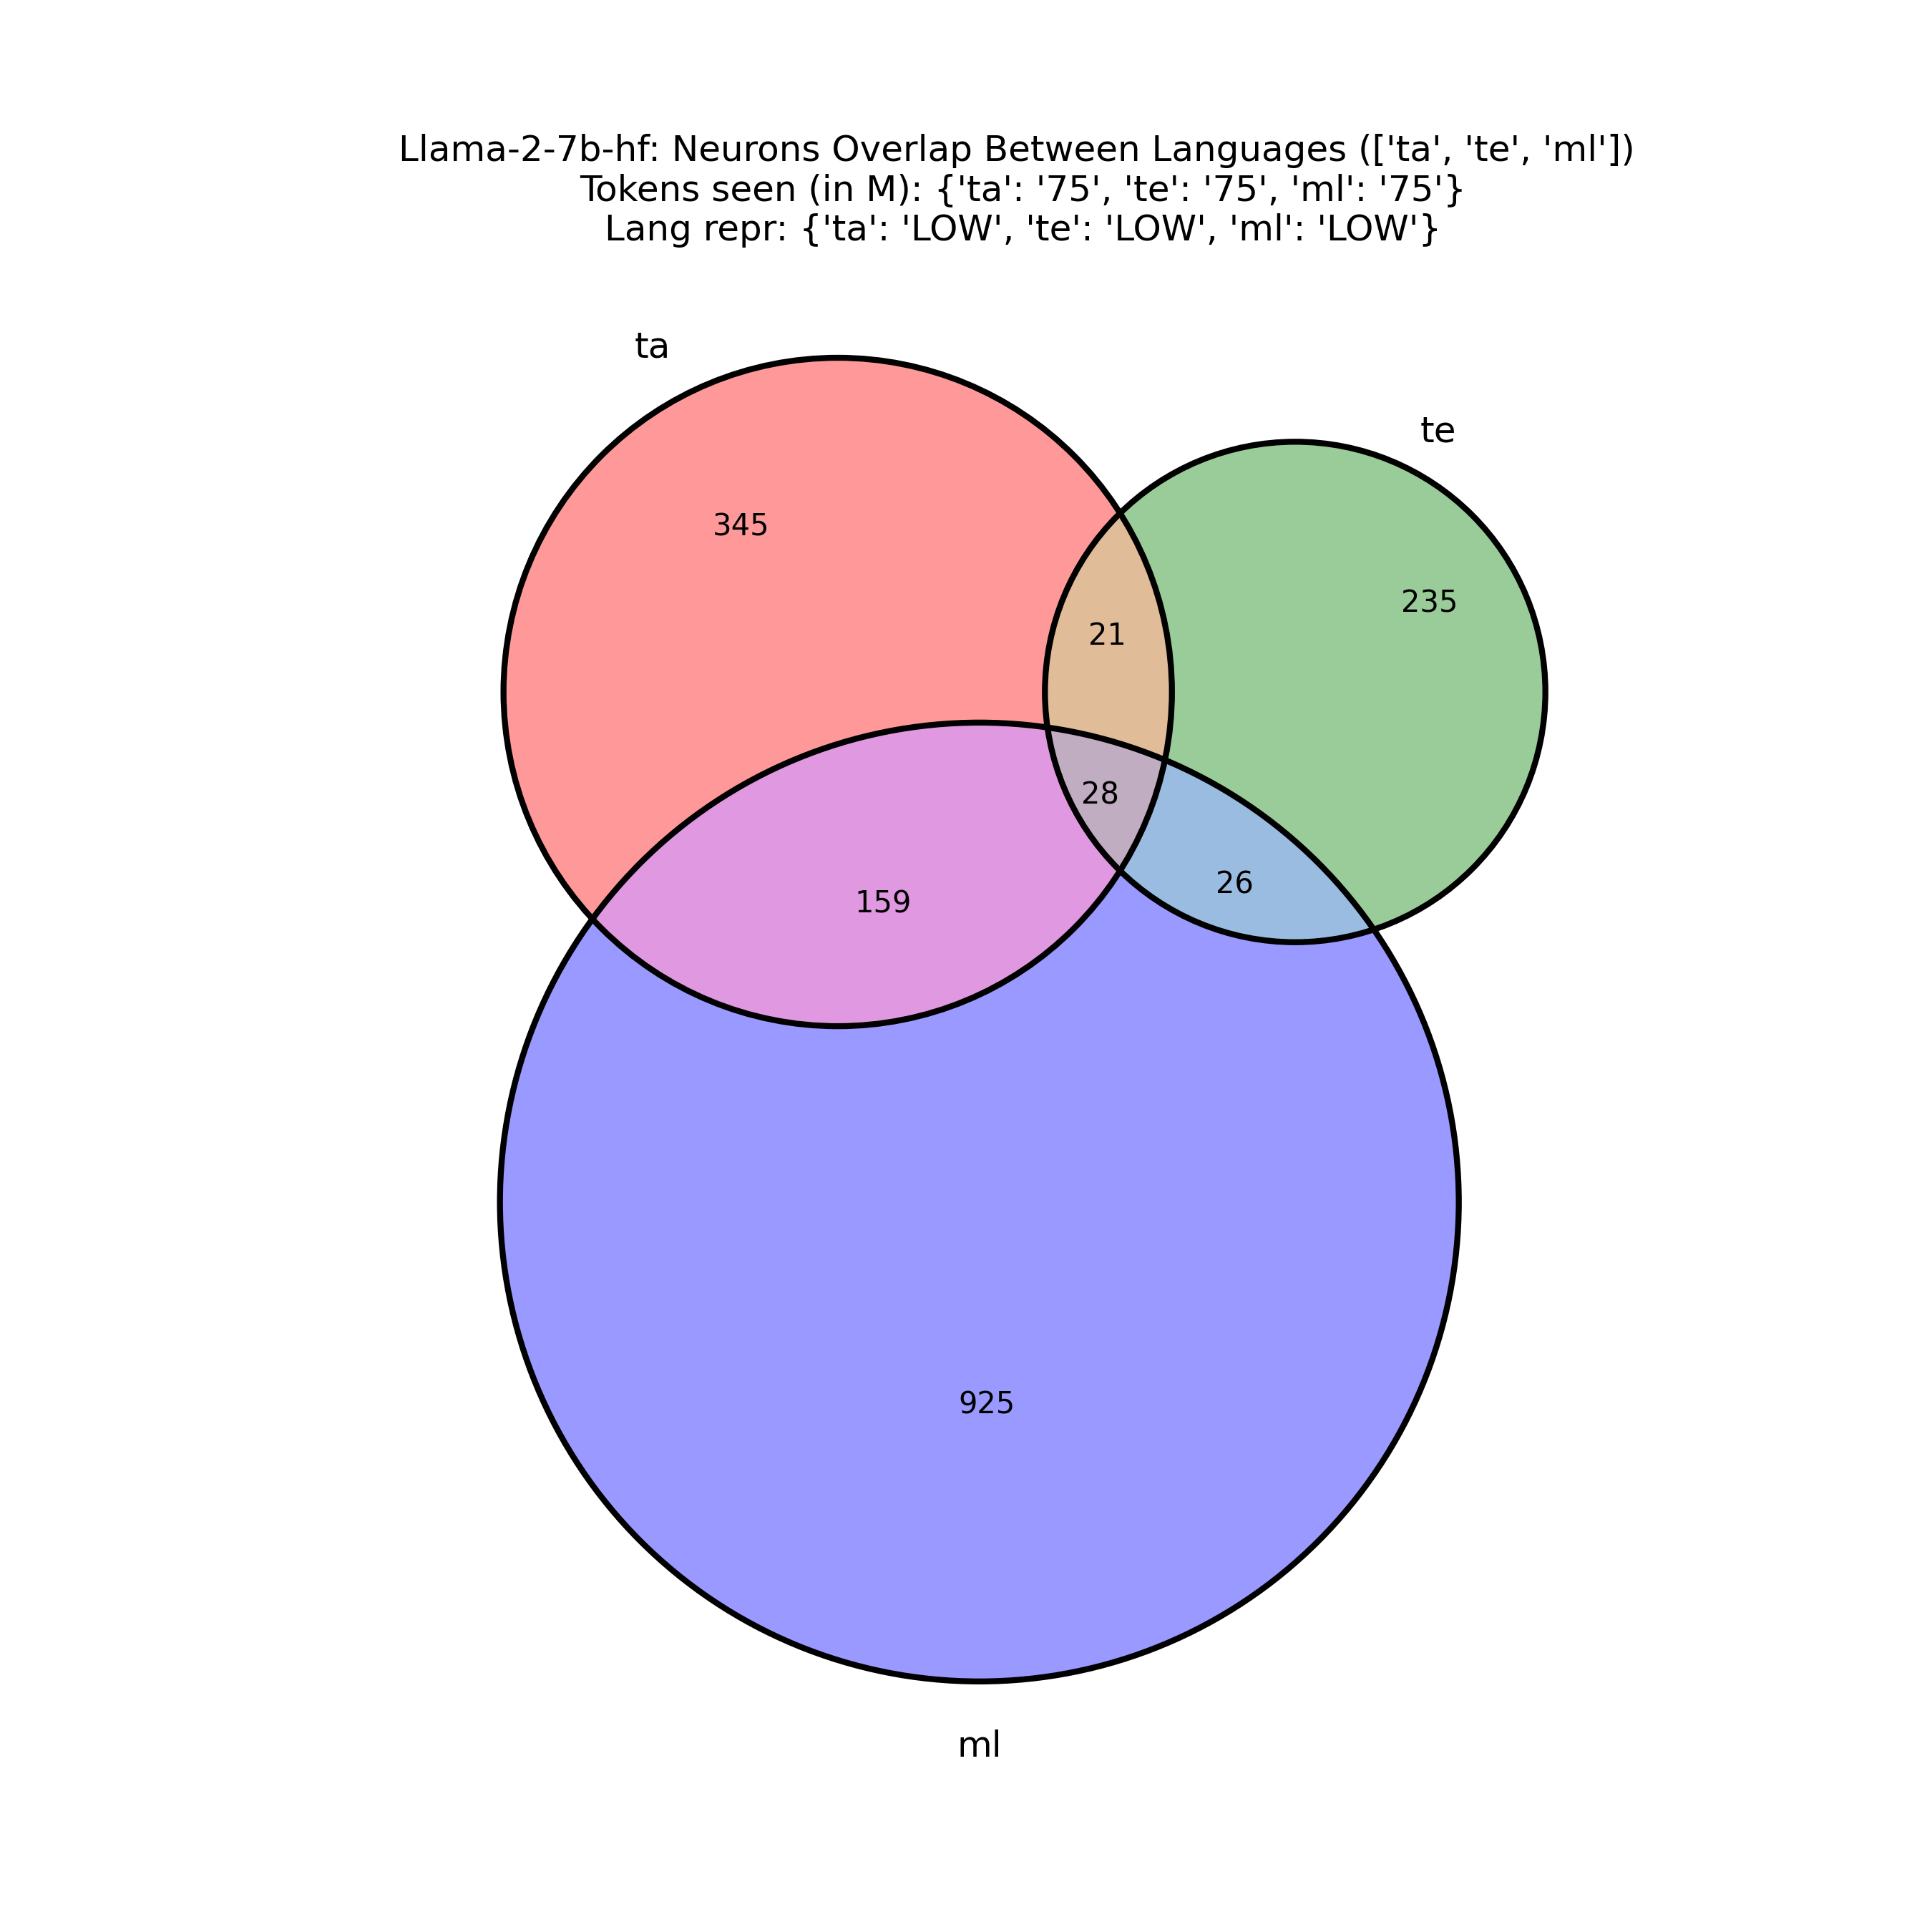 Llama-2-7b-hf: Neurons Overlap Between Languages (['ta', 'te', 'ml'])
Tokens seen (in M): {'ta': '75', 'te': '75', 'ml': '75'}
Lang repr: {'ta': 'LOW', 'te': 'LOW', 'ml': 'LOW'}
ta
te
345
235
21
28
26
159
925
ml